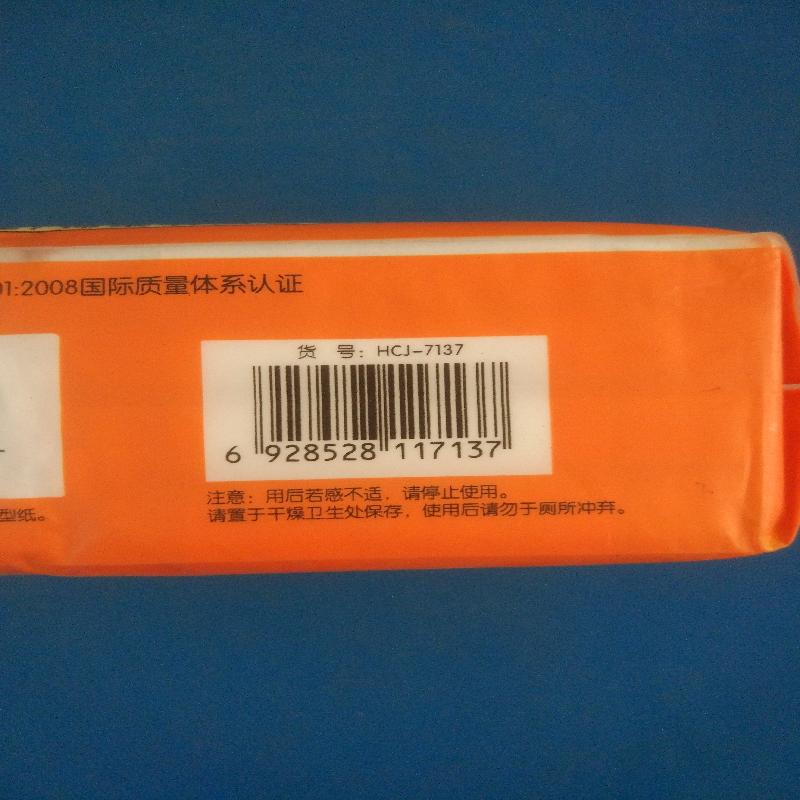 01:2008国际质量体系认证
货 号: HCJ-7137
6 928528 117137
注意：用后若感不适，请停止使用。
型纸。
请置于干燥卫生处保存，使用后请勿于厕所冲弃。